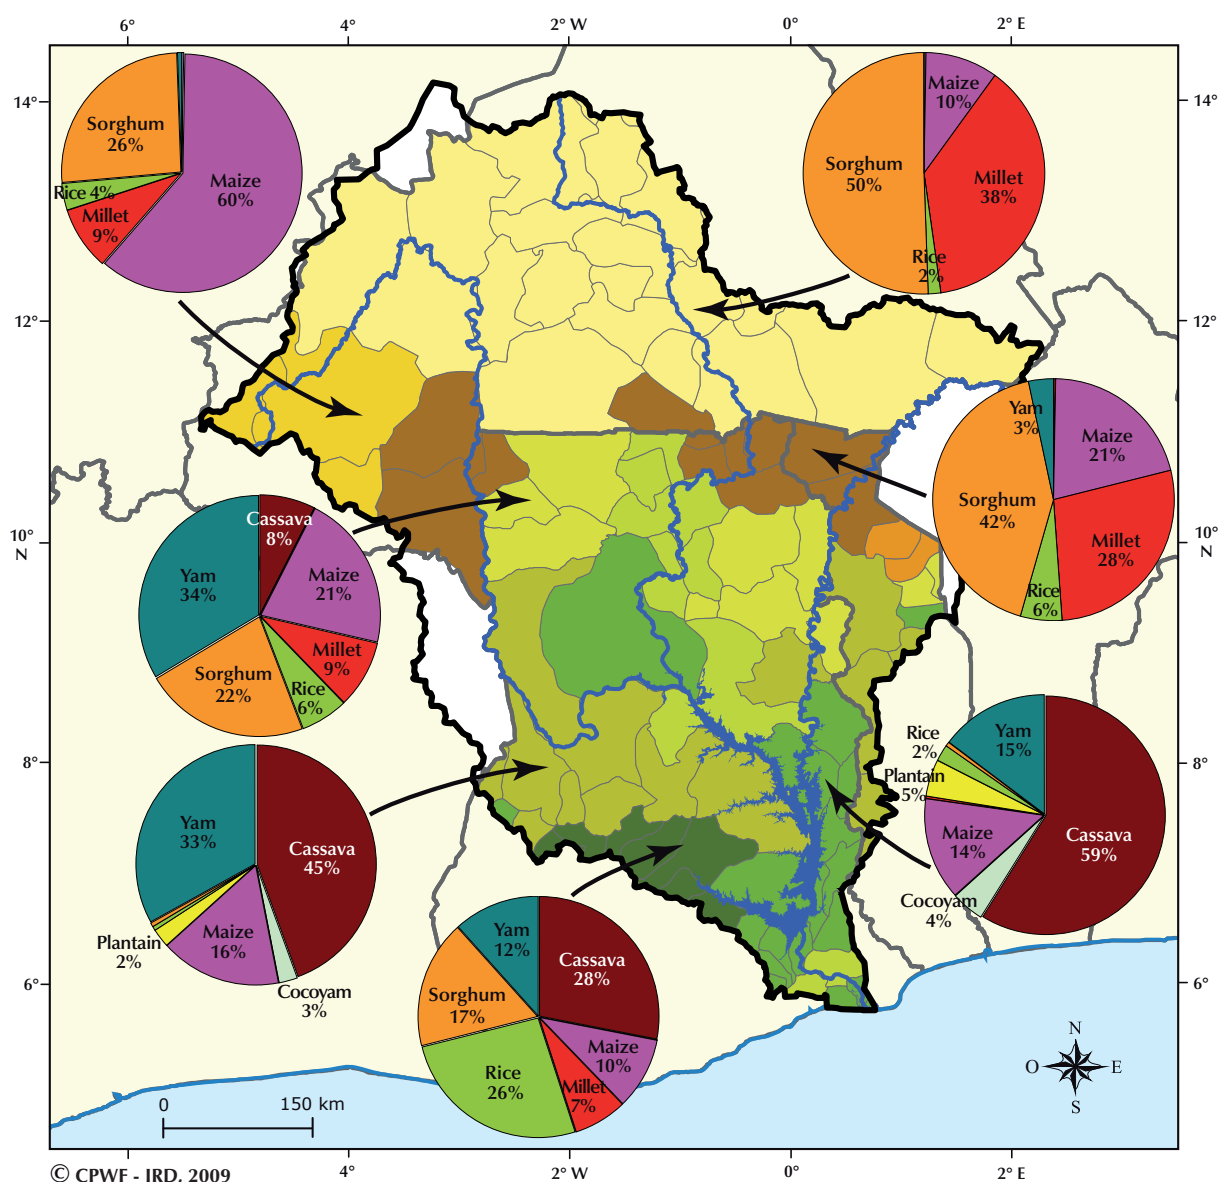 6°
4°
2° W
0°
2° E
14°
14°
Sorghum
26%
Rice 4%
Millet
9%
Maize
60%
Maize
10%
Sorghum
50%
Millet
38%
Rice
2%
12°
12°
Yam
3%
Maize
21%
Sorghum
42%
Millet
28%
Rice
6%
10°
N
10°
N
Cassava
8%
Yam
34%
Maize
21%
Millet
9%
Sorghum
22%
Rice
6%
8°
8°
Rice
2%
Yam
15%
Plantain
5%
Cassava
59%
Maize
14%
Cocoyam
4%
Yam
33%
Cassava
45%
Maize
16%
Plantain
2%
Cocoyam
3%
6°
6°
Yam
12%
Cassava
28%
Sorghum
17%
Maize
10%
Rice
26%
Millet
7%
N
O
E
S
0
150 km
4°
2° W
0°
2° E
© CPWF - IRD, 2009